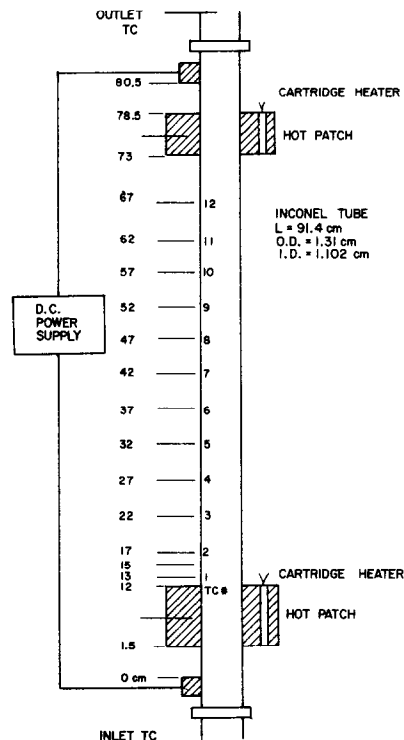 OUTLET
TC
80.5
CARTRIDGE HEATER
78.5
HOT PATCH
73
67
12
INCONEL TUBE
L = 91.4 cm
O.D. = 1.31 cm
I.D. = 1.102 cm
62
11
57
10
D.C.
POWER
SUPPLY
52
9
47
8
42
7
37
6
32
5
27
4
22
3
17
2
15
13
1
CARTRIDGE HEATER
12
TC#
HOT PATCH
1.5
0 cm
INLET TC